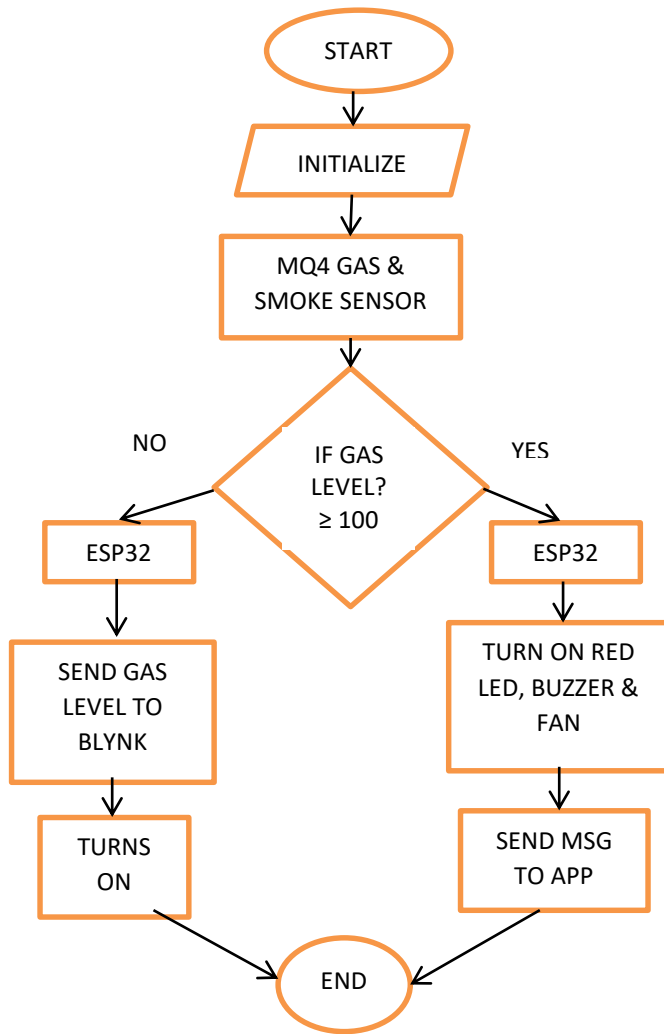 START
INITIALIZE
MQ4 GAS &
SMOKE SENSOR
IF GAS
LEVEL?
≥ 100
NO
YES
ESP32
SEND GAS
LEVEL TO
BLYNK
TURNS
ON
ESP32
TURN ON RED
LED, BUZZER &
FAN
SEND MSG
TO APP
END